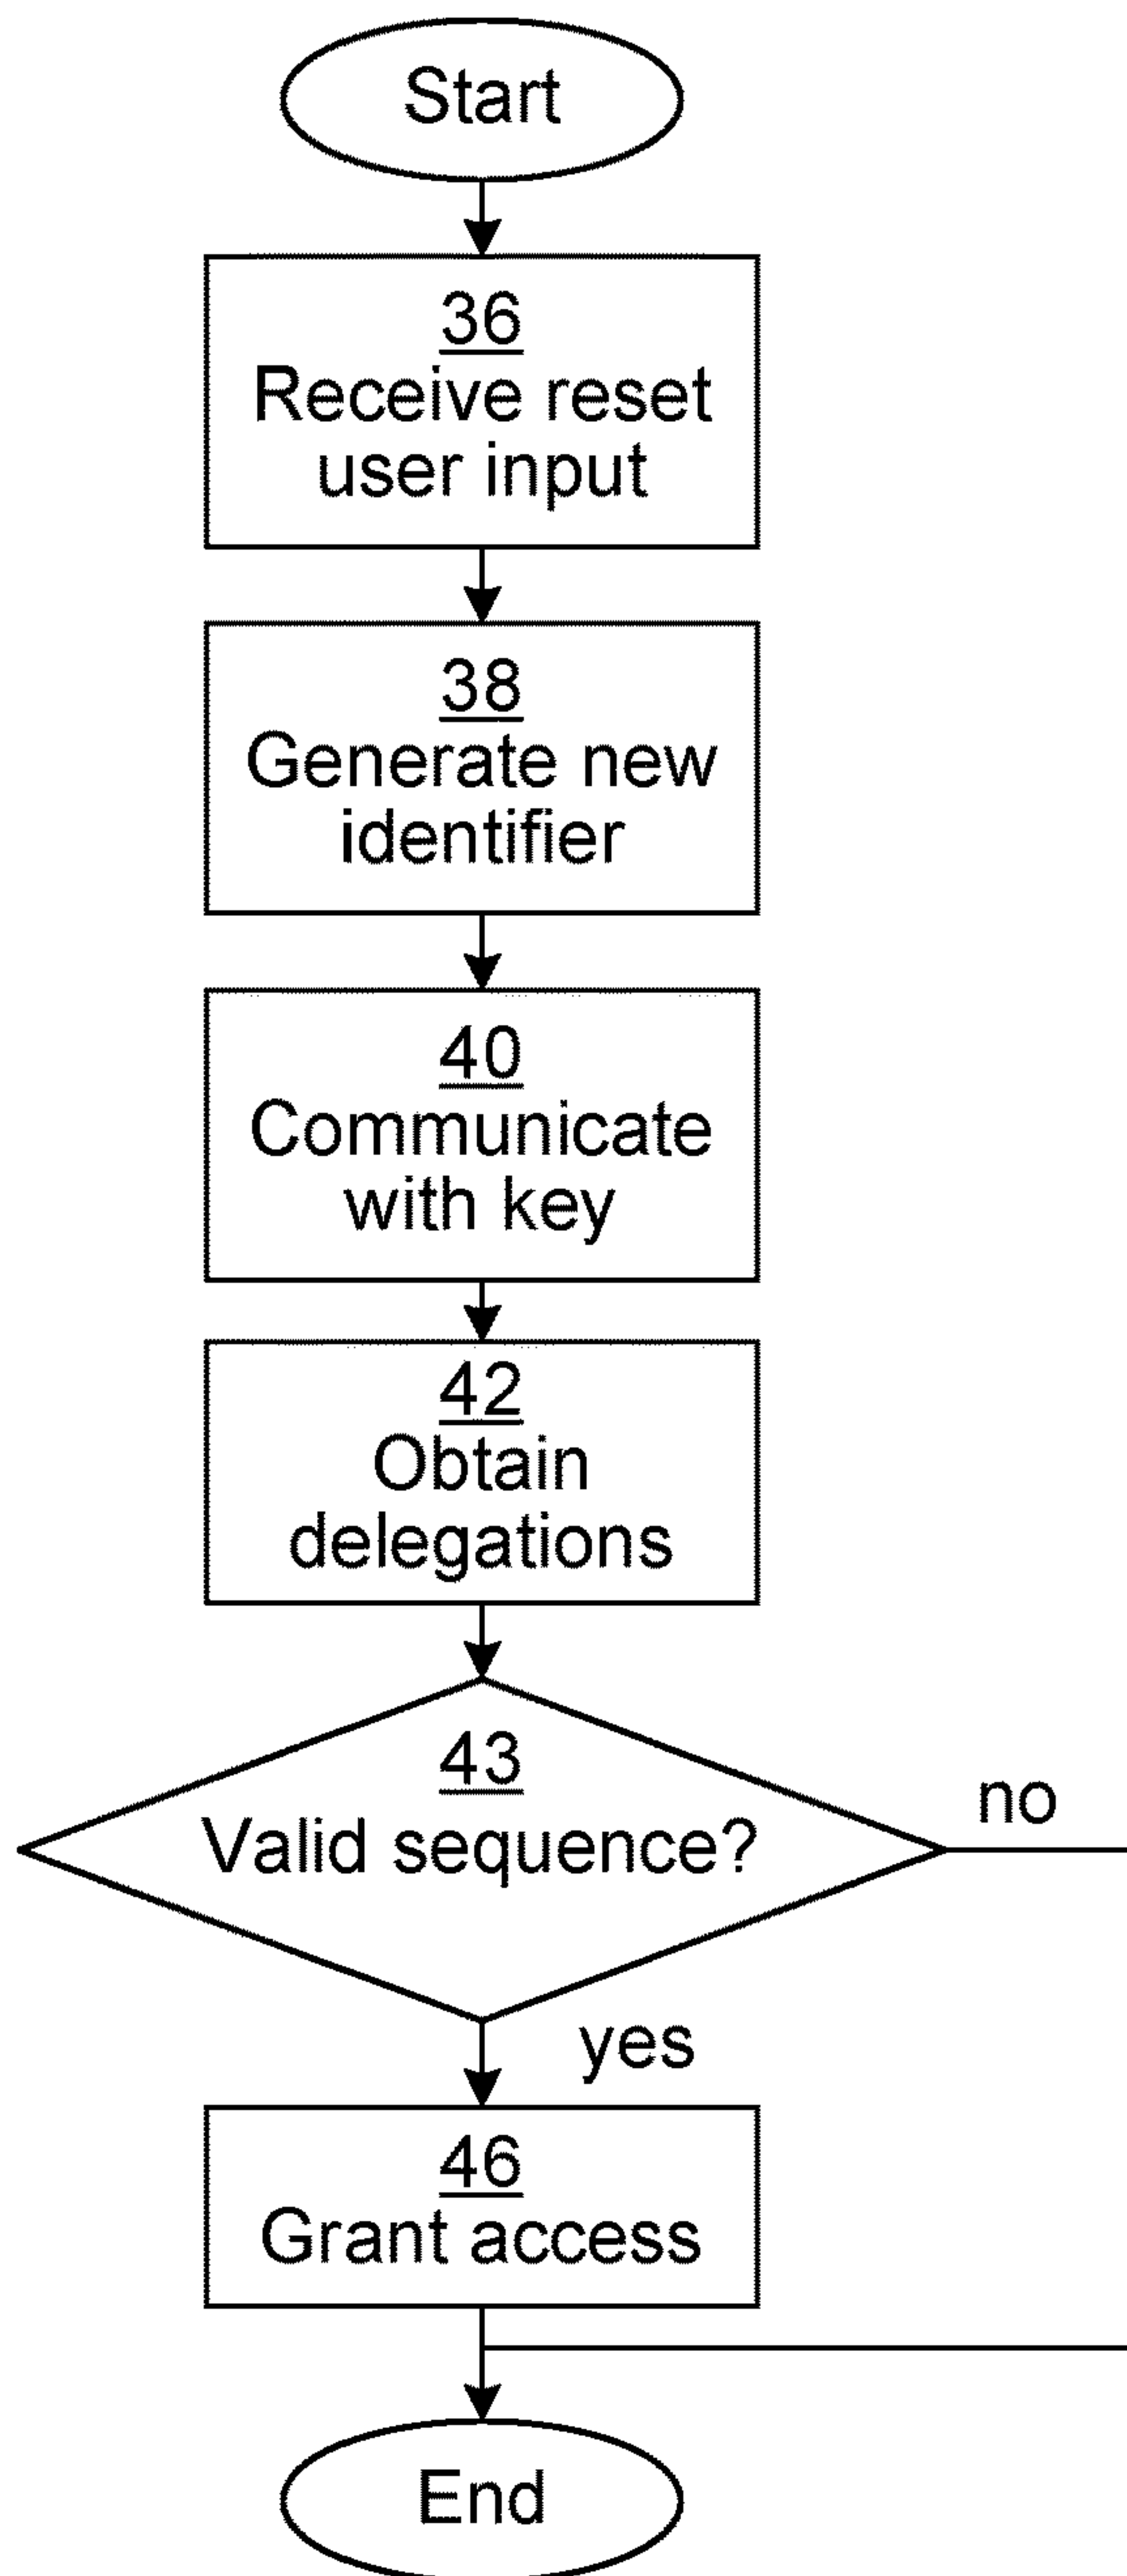 Start
36
Receive reset
user input
38
Generate new
identifier
40
Communicate
with key
42
Obtain
delegations
43
Valid sequence?
no
yes
46
Grant access
End